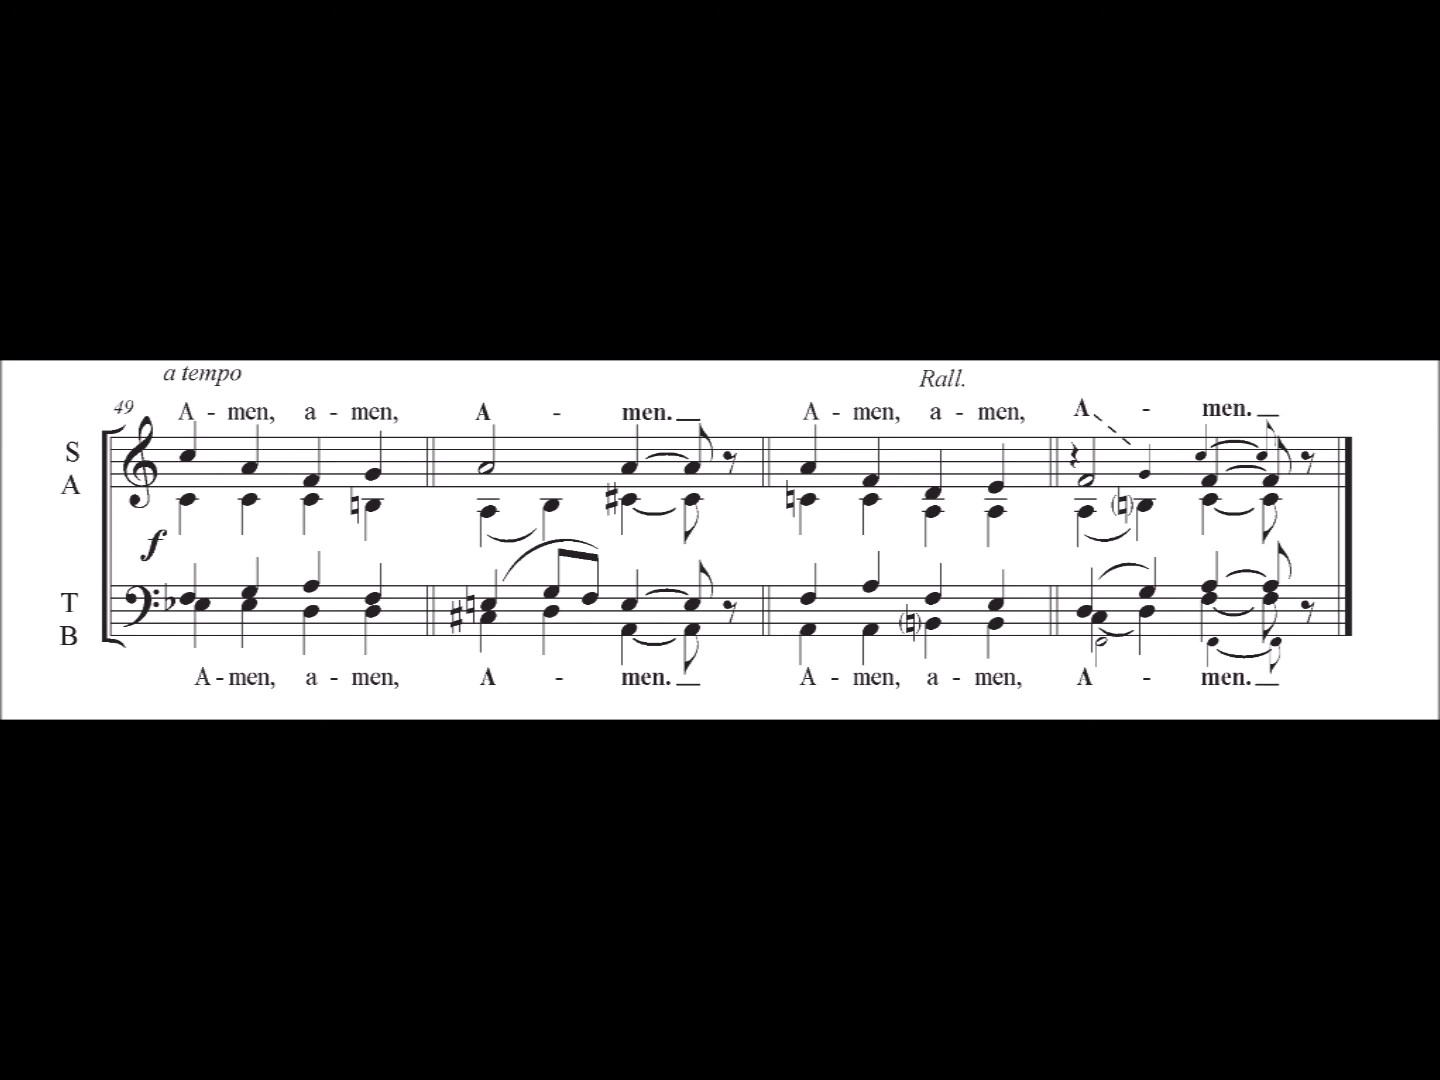 a tempo Rall.
49 A - men, a - men, A - men. A - men, a - men, A - men.
S
A
f
T
B
A - men, a - men, A - men. A - men, a - men, A - men.